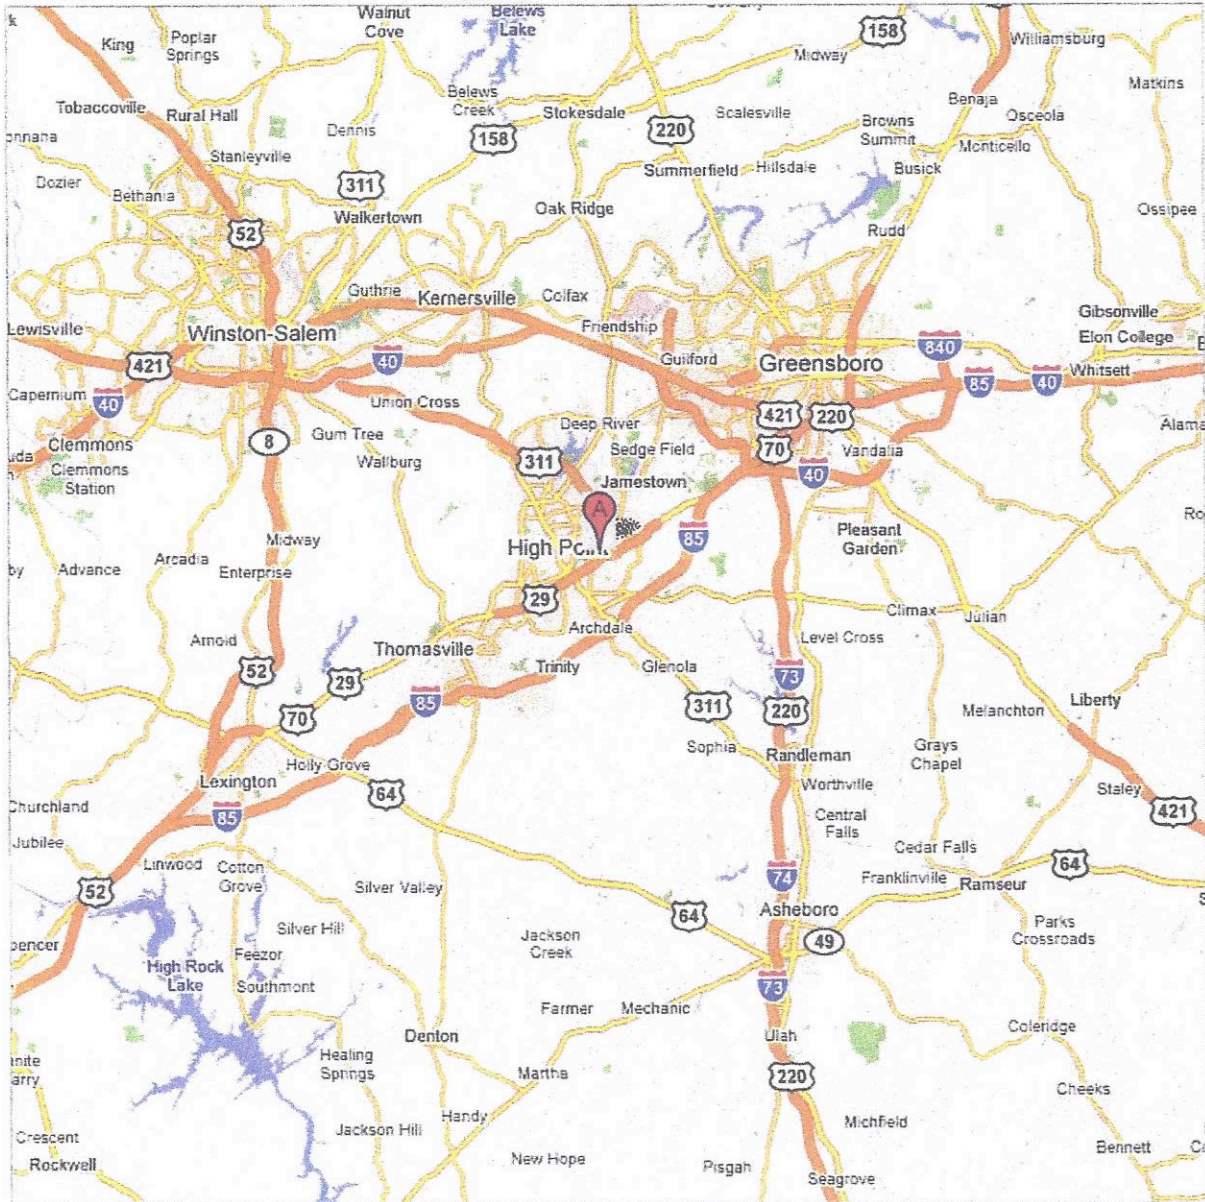 Walnut
Cove
Belews
Lake
158
Williamsburg
King
Poplar
Springs
Midway
Matkins
Tobaccoville
Rural Hall
Belews
Creek
Stokesdale
Scalesville
Benaja
Osceola
Dennis
158
220
Browns
Summit
Monticello
Stanleyville
Summerfield
Hillsdale
Busick
Dozier
Bethania
311
Walkertown
Oak Ridge
Ossipee
52
Rudd
Guthrie
Kernersville
Colfax
Gibsonville
Lewisville
Winston-Salem
Friendship
840
Elon College
421
40
Guilford
Greensboro
85
40
Whitsett
Capernium
40
Union Cross
421
220
Clemmons
8
Gum Tree
Deep River
70
Vandalia
Clemmons
Station
Wallburg
311
Sedge Field
40
Jamestown
A
85
Pleasant
Garden
High Point
Midway
Arcadia
Advance
Enterprise
29
Climax
Julian
Archdale
Arnold
Thomasville
Level Cross
52
29
Trinity
Glenola
73
70
85
311
220
Melanchton
Liberty
Sophia
Randleman
Grays
Chapel
Lexington
Holly Grove
64
Worthville
Staley
Churchland
85
Central
Falls
421
Jubilee
Cedar Falls
Linwood
Cotton
Grove
Silver Valley
74
Franklinville
Ramseur
64
52
64
Asheboro
Silver Hill
Jackson
Creek
49
Parks
Crossroads
Feezor
High Rock
Lake
Southmont
73
Farmer
Mechanic
Denton
Ulah
Coleridge
Healing
Springs
Martha
220
Cheeks
Handy
Michfield
Crescent
Jackson Hill
Bennett
Rockwell
New Hope
Pisgah
Seagrove